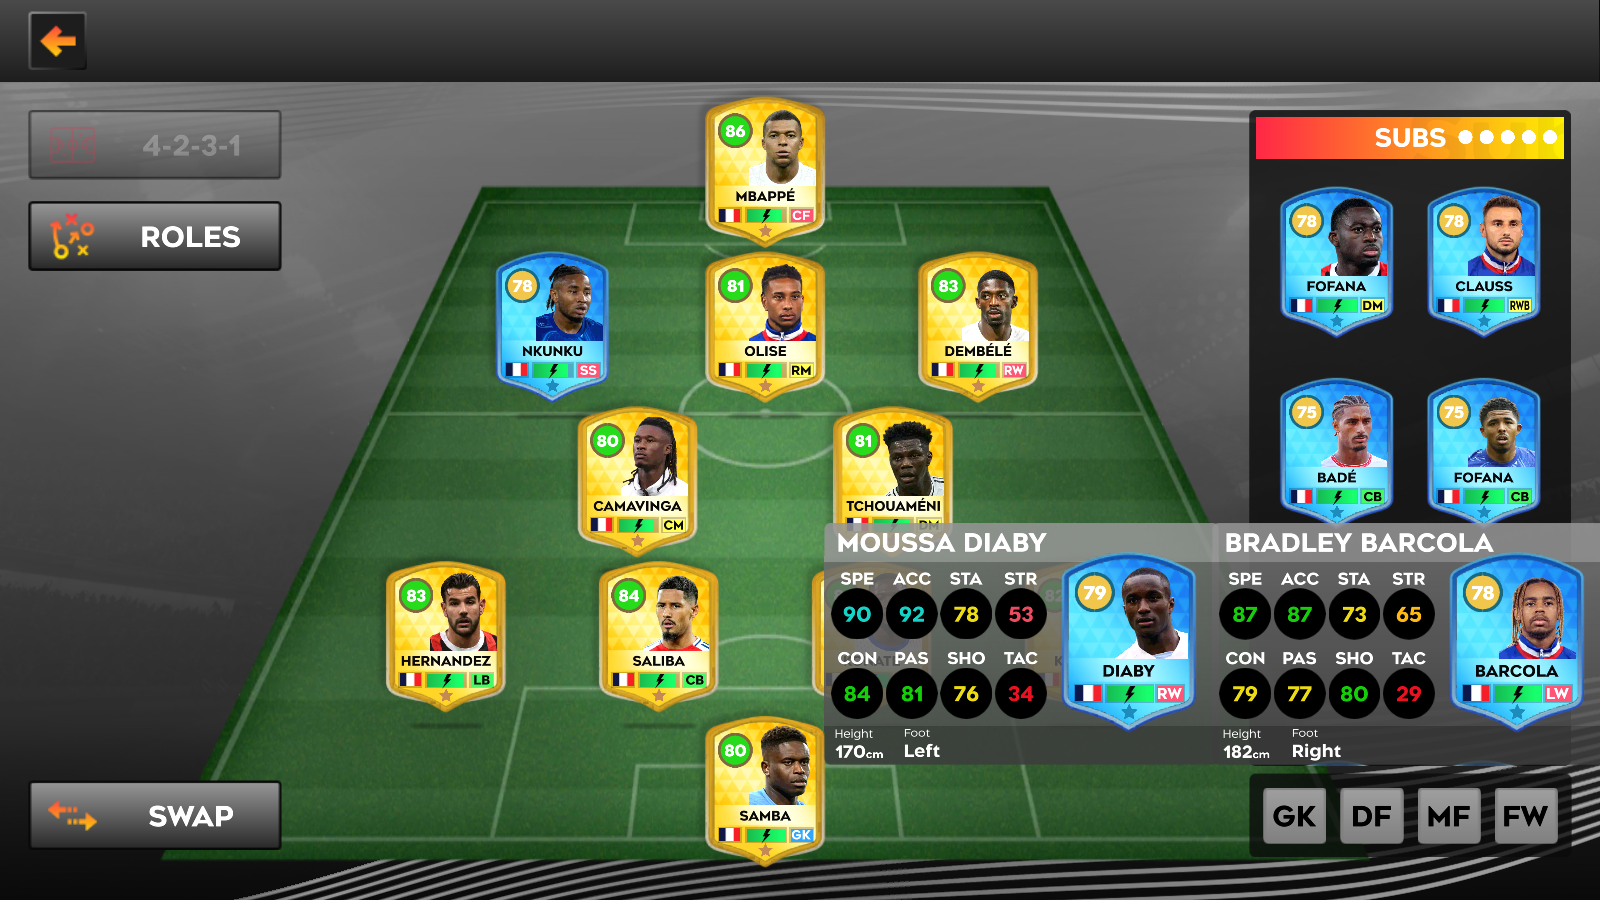 4-2-3-1
ROLES
SWAP
86
MBAPPÉ
CF
78
NKUNKU
SS
81
OLISE
RM
83
DEMBÉLÉ
RW
80
CAMAVINGA
CM
81
TCHOUAMÉNI
DM
83
HERNANDEZ
LB
84
SALIBA
CB
82
80
SAMBA
GK
SUBS
78
FOFANA
DM
78
CLAUSS
RWB
75
BADÉ
CB
75
FOFANA
CB
MOUSSA DIABY
SPE ACC STA STR
90 92 78 53
CON PAS SHO TAC
84 81 76 34
Height Foot
170cm Left
79
DIABY
RW
BRADLEY BARCOLA
SPE ACC STA STR
87 87 73 65
CON PAS SHO TAC
79 77 80 29
Height Foot
182cm Right
78
BARCOLA
LW
GK DF MF FW